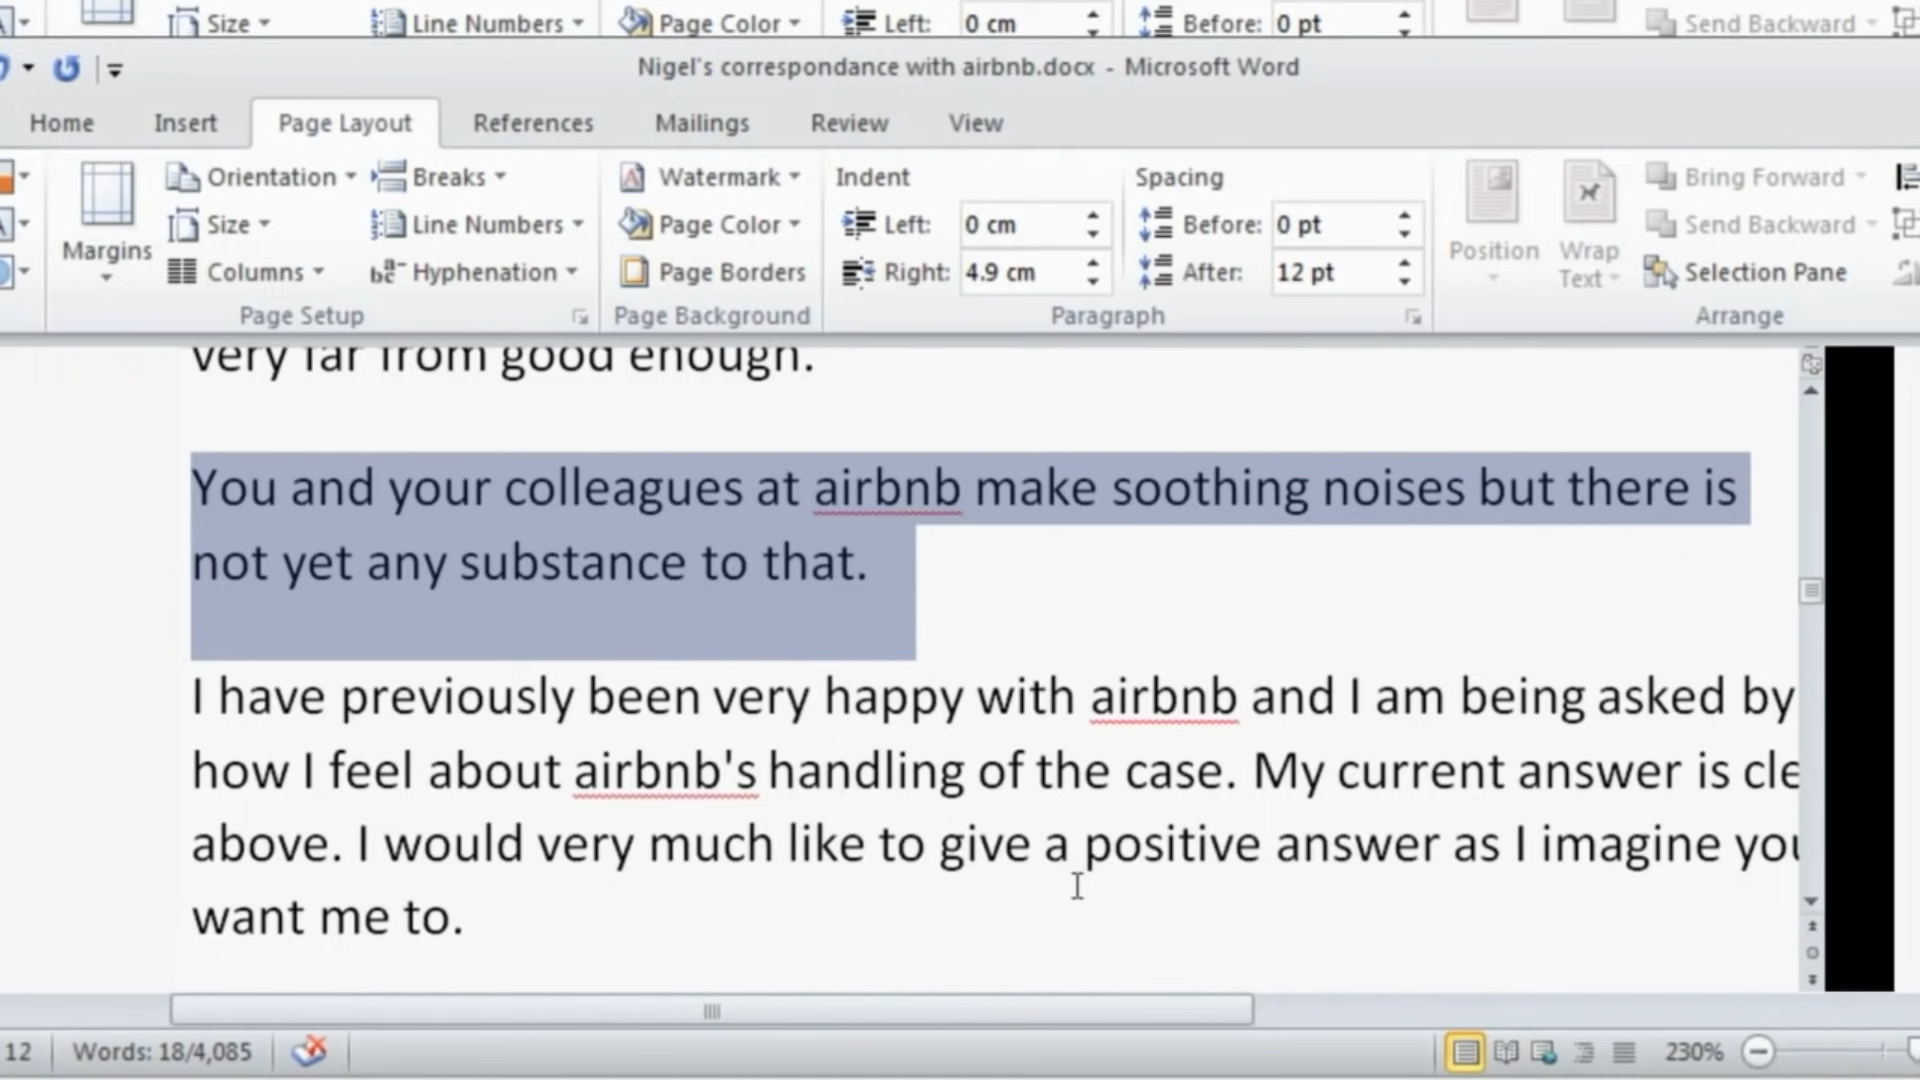 Size Line Numbers Page Color Left: 0 cm Before: 0 pt Send Backward
Nigel's correspondance with airbnb.docx - Microsoft Word
Home Insert Page Layout References Mailings Review View
Orientation Breaks Watermark Indent Spacing Bring Forward
Margins Size Line Numbers Page Color Left: 0 cm Before: 0 pt Position Wrap Text Send Backward
Columns Hyphenation Page Borders Right: 4.9 cm After: 12 pt Selection Pane
Page Setup Page Background Paragraph Arrange
very far from good enough.
You and your colleagues at airbnb make soothing noises but there is
not yet any substance to that.
I have previously been very happy with airbnb and I am being asked by
how I feel about airbnb's handling of the case. My current answer is cle
above. I would very much like to give a positive answer as I imagine you
want me to.
12 Words: 18/4,085 230%